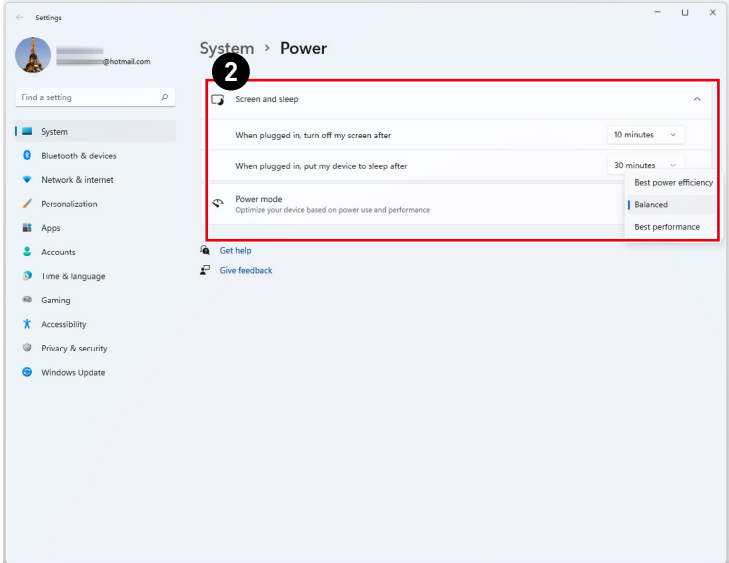 Settings
@hotmail.com
Find a setting
System
Bluetooth & devices
Network & internet
Personalization
Apps
Accounts
Time & language
Gaming
Accessibility
Privacy & security
Windows Update
System > Power
2
Screen and sleep
When plugged in, turn off my screen after
10 minutes
When plugged in, put my device to sleep after
30 minutes
Power mode
Optimize your device based on power use and performance
Best power efficiency
Balanced
Best performance
Get help
Give feedback